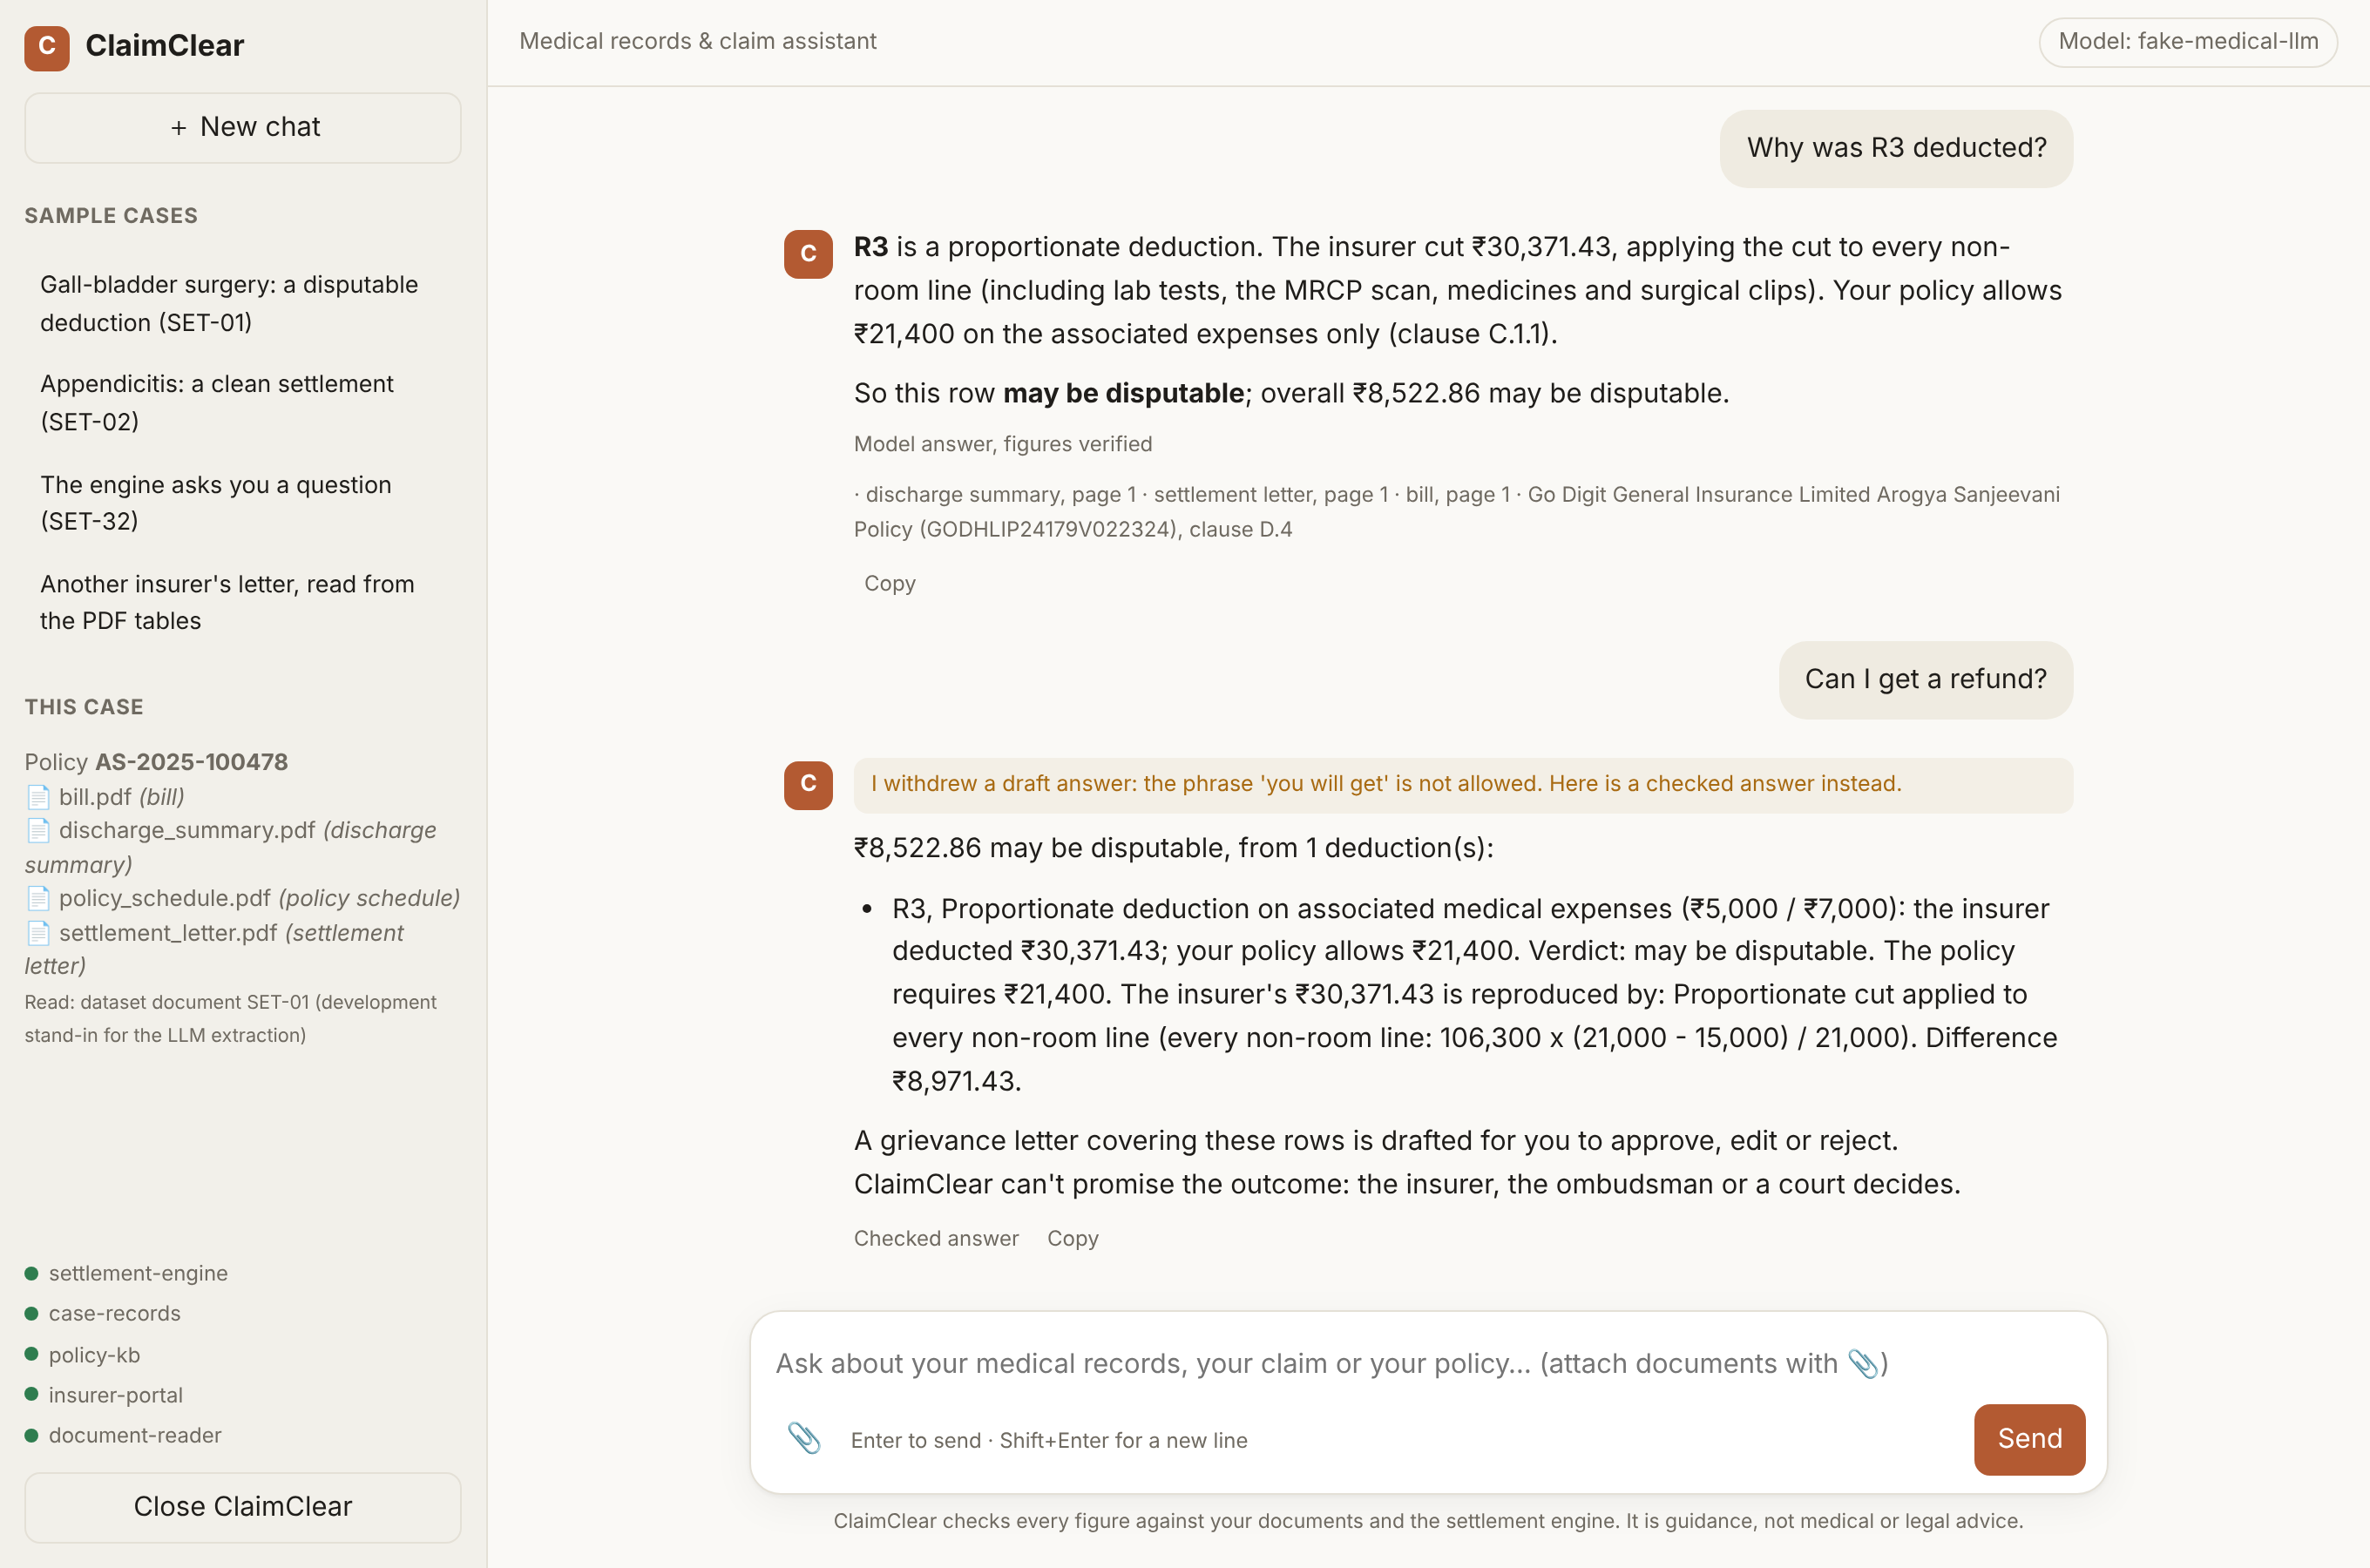 C ClaimClear
+ New chat
SAMPLE CASES
Gall-bladder surgery: a disputable
deduction (SET-01)
Appendicitis: a clean settlement
(SET-02)
The engine asks you a question
(SET-32)
Another insurer's letter, read from
the PDF tables
THIS CASE
Policy AS-2025-100478
📄 bill.pdf (bill)
📄 discharge_summary.pdf (discharge
summary)
📄 policy_schedule.pdf (policy schedule)
📄 settlement_letter.pdf (settlement
letter)
Read: dataset document SET-01 (development
stand-in for the LLM extraction)
settlement-engine
case-records
policy-kb
insurer-portal
document-reader
Close ClaimClear
Medical records & claim assistant
Model: fake-medical-llm
Why was R3 deducted?
C
R3 is a proportionate deduction. The insurer cut ₹30,371.43, applying the cut to every non-
room line (including lab tests, the MRCP scan, medicines and surgical clips). Your policy allows
₹21,400 on the associated expenses only (clause C.1.1).
So this row may be disputable; overall ₹8,522.86 may be disputable.
Model answer, figures verified
· discharge summary, page 1 · settlement letter, page 1 · bill, page 1 · Go Digit General Insurance Limited Arogya Sanjeevani
Policy (GODHLIP24179V022324), clause D.4
Copy
Can I get a refund?
C
I withdrew a draft answer: the phrase 'you will get' is not allowed. Here is a checked answer instead.
₹8,522.86 may be disputable, from 1 deduction(s):
• R3, Proportionate deduction on associated medical expenses (₹5,000 / ₹7,000): the insurer
deducted ₹30,371.43; your policy allows ₹21,400. Verdict: may be disputable. The policy
requires ₹21,400. The insurer's ₹30,371.43 is reproduced by: Proportionate cut applied to
every non-room line (every non-room line: 106,300 x (21,000 - 15,000) / 21,000). Difference
₹8,971.43.
A grievance letter covering these rows is drafted for you to approve, edit or reject.
ClaimClear can't promise the outcome: the insurer, the ombudsman or a court decides.
Checked answer Copy
Ask about your medical records, your claim or your policy… (attach documents with 📎)
📎 Enter to send · Shift+Enter for a new line
Send
ClaimClear checks every figure against your documents and the settlement engine. It is guidance, not medical or legal advice.